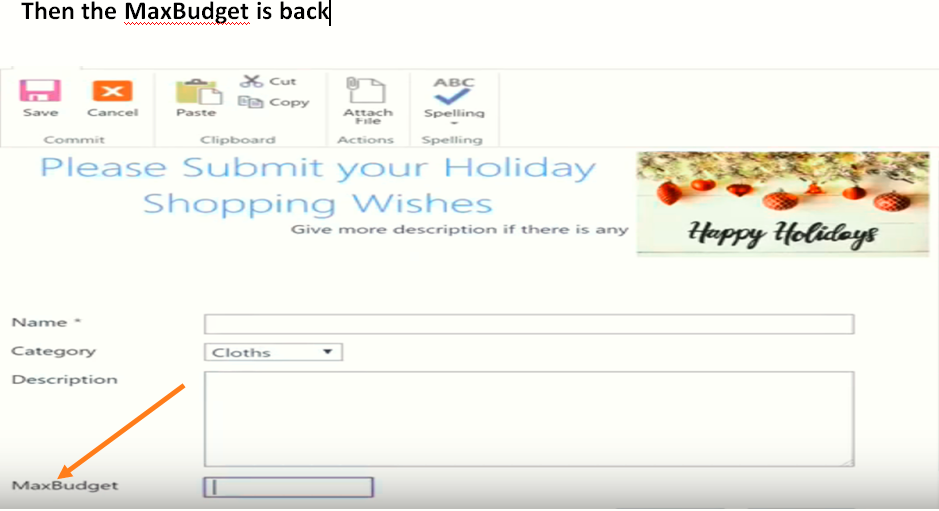 Then the MaxBudget is back
Save
Cancel
Commit
Paste
Cut
Copy
Clipboard
Attach
File
Actions
ABC
Spelling
Spelling
Please Submit your Holiday
Shopping Wishes
Give more description if there is any
Happy Holidays
Name *
Category
Cloths
Description
MaxBudget